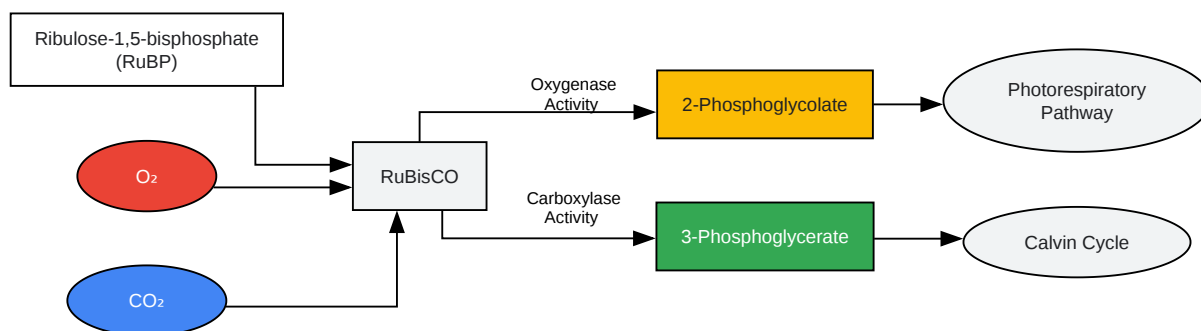 Ribulose-1,5-bisphosphate
(RuBP)
O₂
CO₂
RuBisCO
Oxygenase
Activity
Carboxylase
Activity
2-Phosphoglycolate
3-Phosphoglycerate
Photorespiratory
Pathway
Calvin Cycle